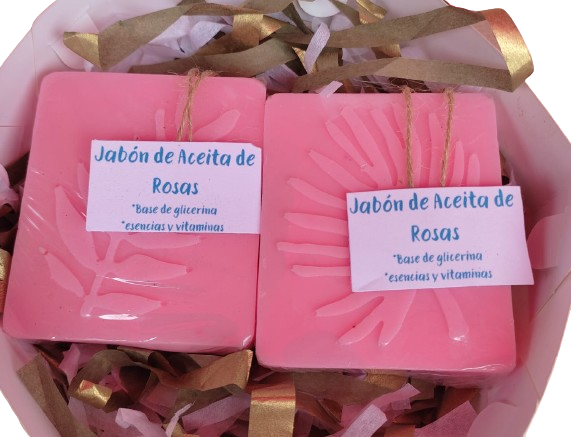 Jabón de Aceita de
Rosas
*Base de glicerina
*esencias y vitaminas
Jabón de Aceita de
Rosas
*Base de glicerina
*esencias y vitaminas